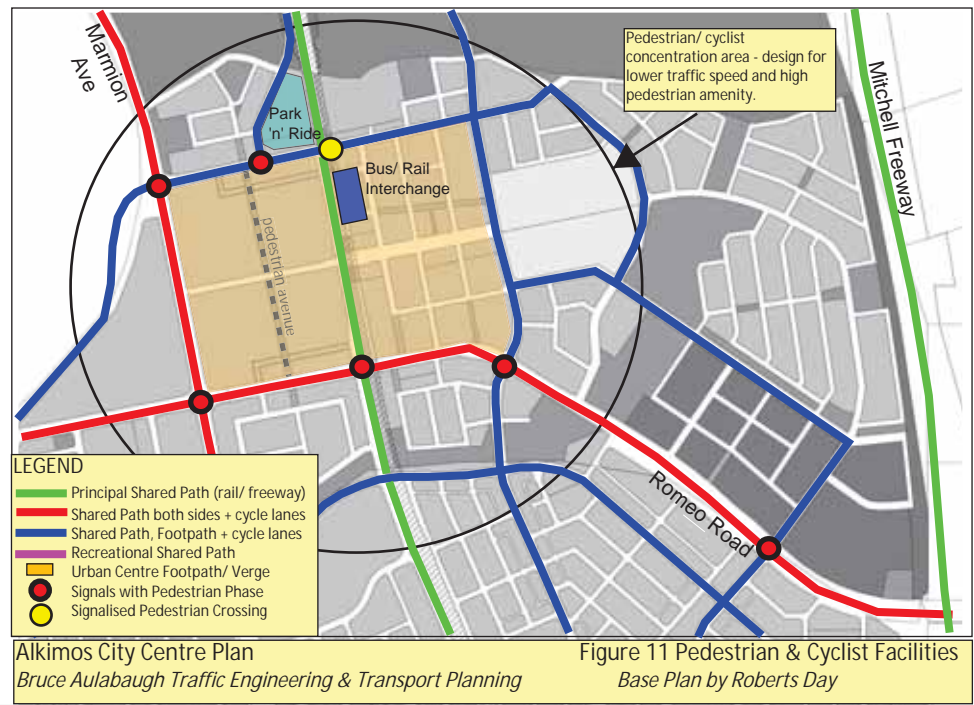 Marmion
Ave
Pedestrian/ cyclist
concentration area - design for
lower traffic speed and high
pedestrian amenity.
Mitchell Freeway
Park
'n' Ride
Bus/ Rail
Interchange
pedestrian avenue
Romeo Road
LEGEND
Principal Shared Path (rail/ freeway)
Shared Path both sides + cycle lanes
Shared Path, Footpath + cycle lanes
Recreational Shared Path
Urban Centre Footpath/ Verge
Signals with Pedestrian Phase
Signalised Pedestrian Crossing
Alkimos City Centre Plan
Figure 11 Pedestrian & Cyclist Facilities
Bruce Aulabaugh Traffic Engineering & Transport Planning
Base Plan by Roberts Day